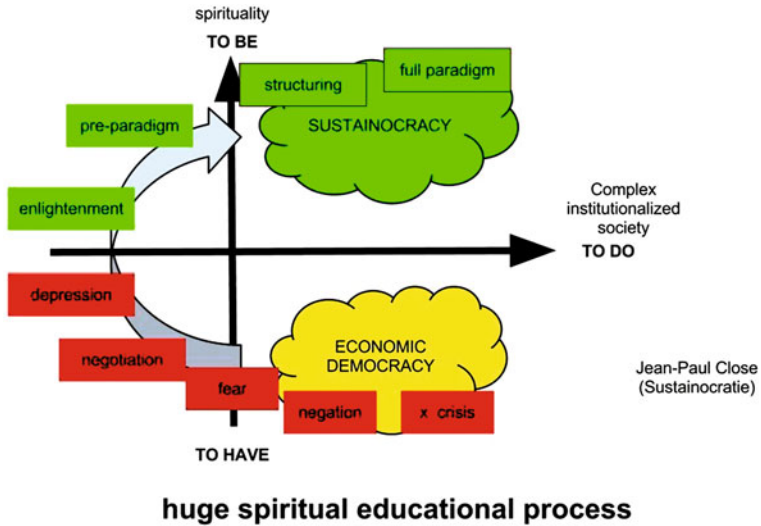 spirituality
TO BE
full paradigm
structuring
SUSTAINOCRACY
pre-paradigm
enlightenment
Complex
institutionalized
society
TO DO
depression
negotiation
fear
ECONOMIC
DEMOCRACY
negation
x crisis
Jean-Paul Close
(Sustainocratie)
TO HAVE
huge spiritual educational process